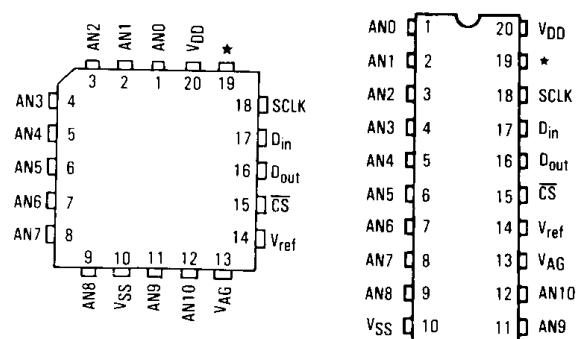 AN2 AN1 AN0 VDD ★
3 2 1 20 19
AN3 4 18 SCLK
AN4 5 17 Din
AN5 6 16 Dout
AN6 7 15 C̅S̅
AN7 8 14 Vref
9 10 11 12 13
AN8 VSS AN9 AN10 VAG
AN0 1 20 VDD
AN1 2 19 *
AN2 3 18 SCLK
AN3 4 17 Din
AN4 5 16 Dout
AN5 6 15 C̅S̅
AN6 7 14 Vref
AN7 8 13 VAG
AN8 9 12 AN10
VSS 10 11 AN9